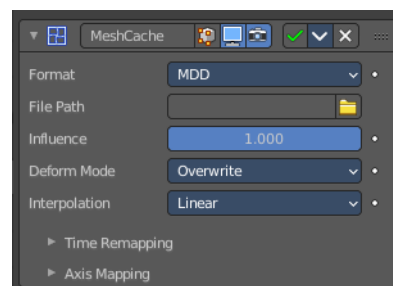 MeshCache
Format MDD
File Path
Influence 1.000
Deform Mode Overwrite
Interpolation Linear
Time Remapping
Axis Mapping